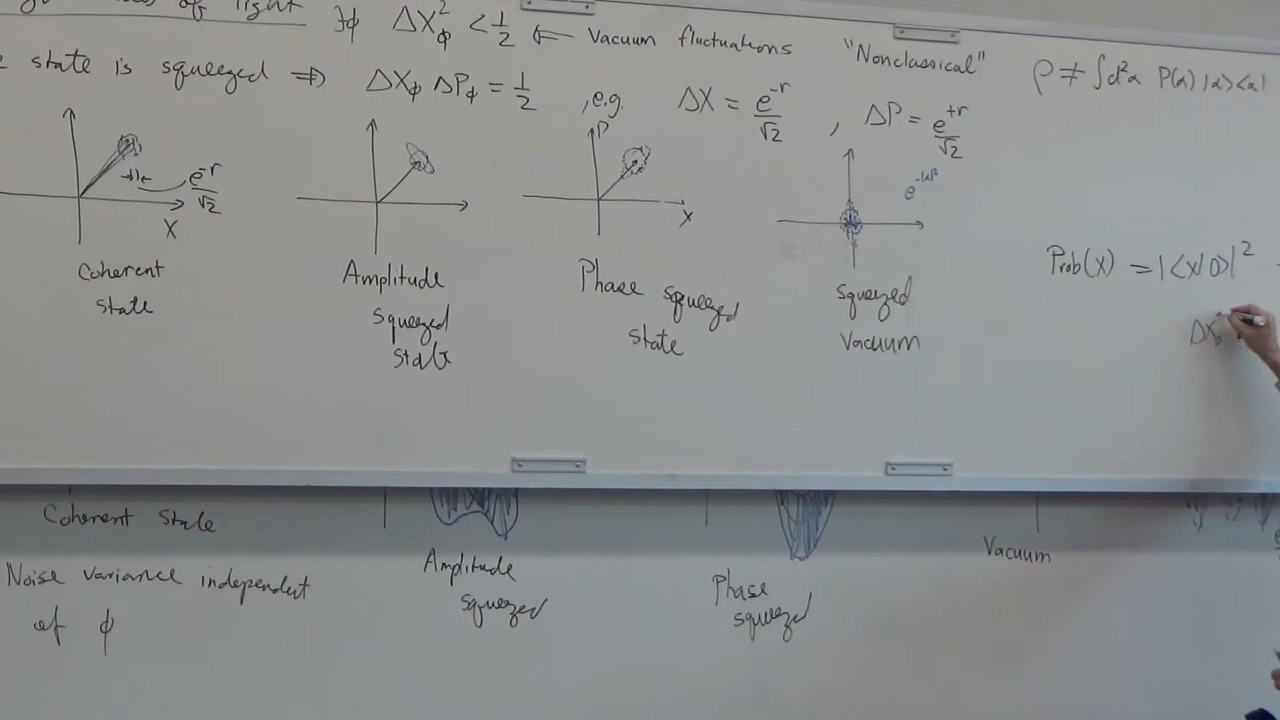 of light ∃ϕ ΔX²_ϕ < 1/2 ⇐ Vacuum fluctuations "Nonclassical" ρ ≠ ∫d²α P(α)|α><α|
state is squeezed ⇒ ΔX_ϕ ΔP_ϕ = 1/2 , e.g. ΔX = e^{-r}/√2 , ΔP = e^{+r}/√2
e^{-r}/√2
X
P
X
Prob(x) = |<x|0>|²
ΔX
Coherent state
Amplitude squeezed state
Phase squeezed state
squeezed vacuum
Coherent state
Amplitude squeezed
Phase squeezed
Vacuum
Noise variance independent
of ϕ